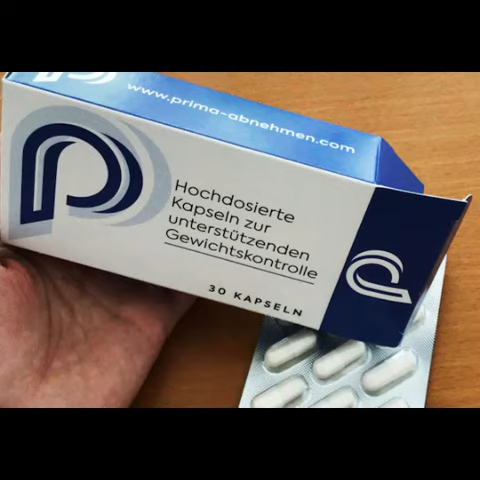 www.prima-abnehmen.com
Hochdosierte
Kapseln zur
unterstützenden
Gewichtskontrolle
30 KAPSELN